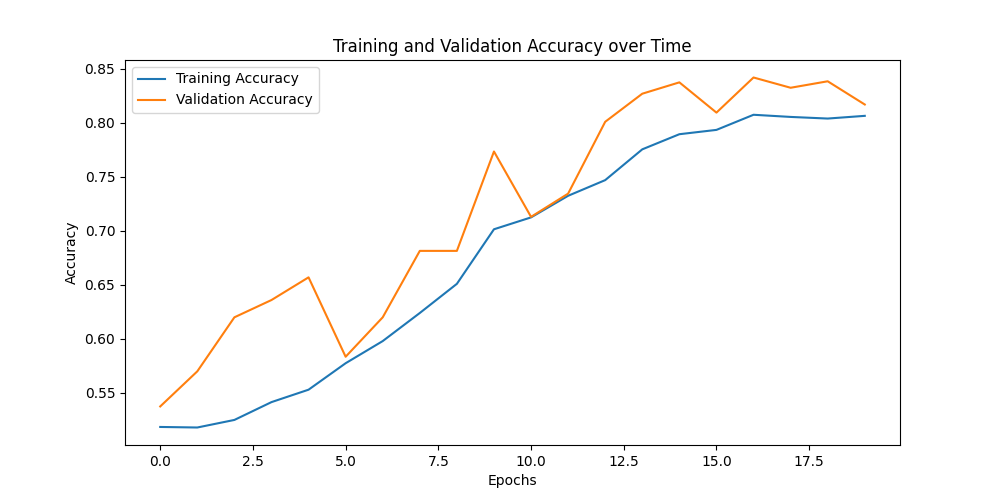 Training and Validation Accuracy over Time
Training Accuracy
Validation Accuracy
Accuracy
0.85
0.80
0.75
0.70
0.65
0.60
0.55
0.0 2.5 5.0 7.5 10.0 12.5 15.0 17.5
Epochs